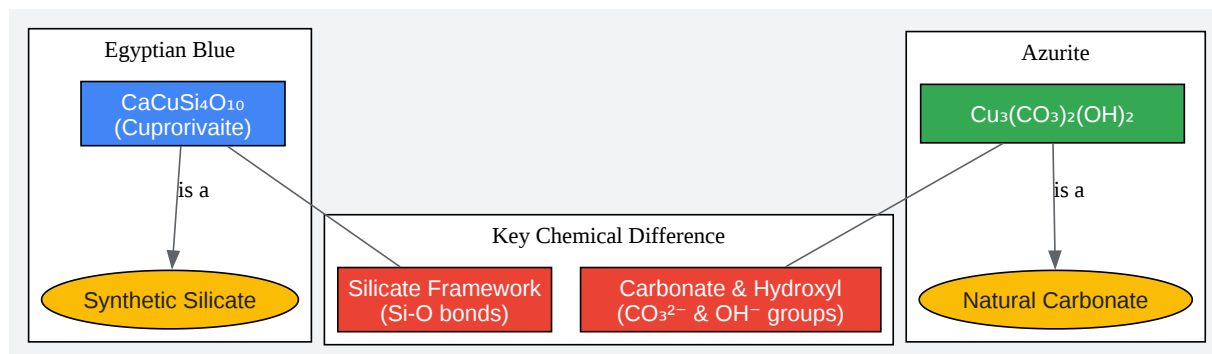 Egyptian Blue
CaCuSi₄O₁₀
(Cuprorivaite)
is a
Synthetic Silicate
Key Chemical Difference
Silicate Framework
(Si-O bonds)
Carbonate & Hydroxyl
(CO₃²⁻ & OH⁻ groups)
Azurite
Cu₃(CO₃)₂(OH)₂
is a
Natural Carbonate